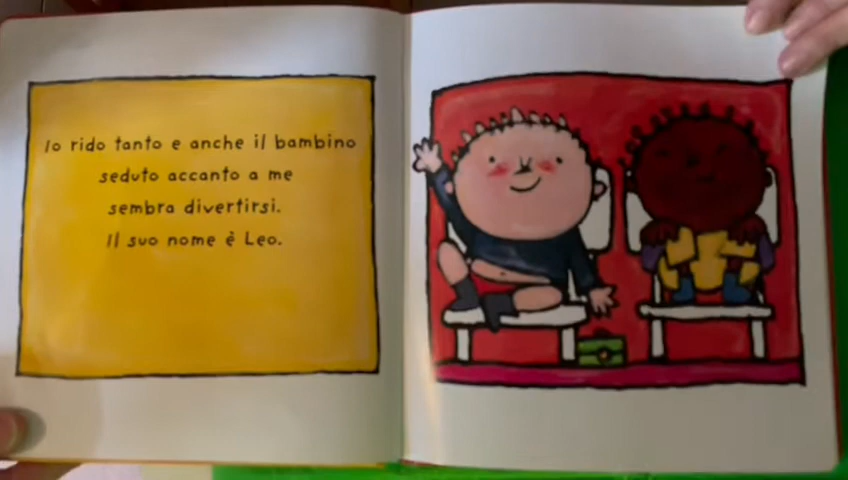 Io rido tanto e anche il bambino
seduto accanto a me
sembra divertirsi.
Il suo nome è Leo.